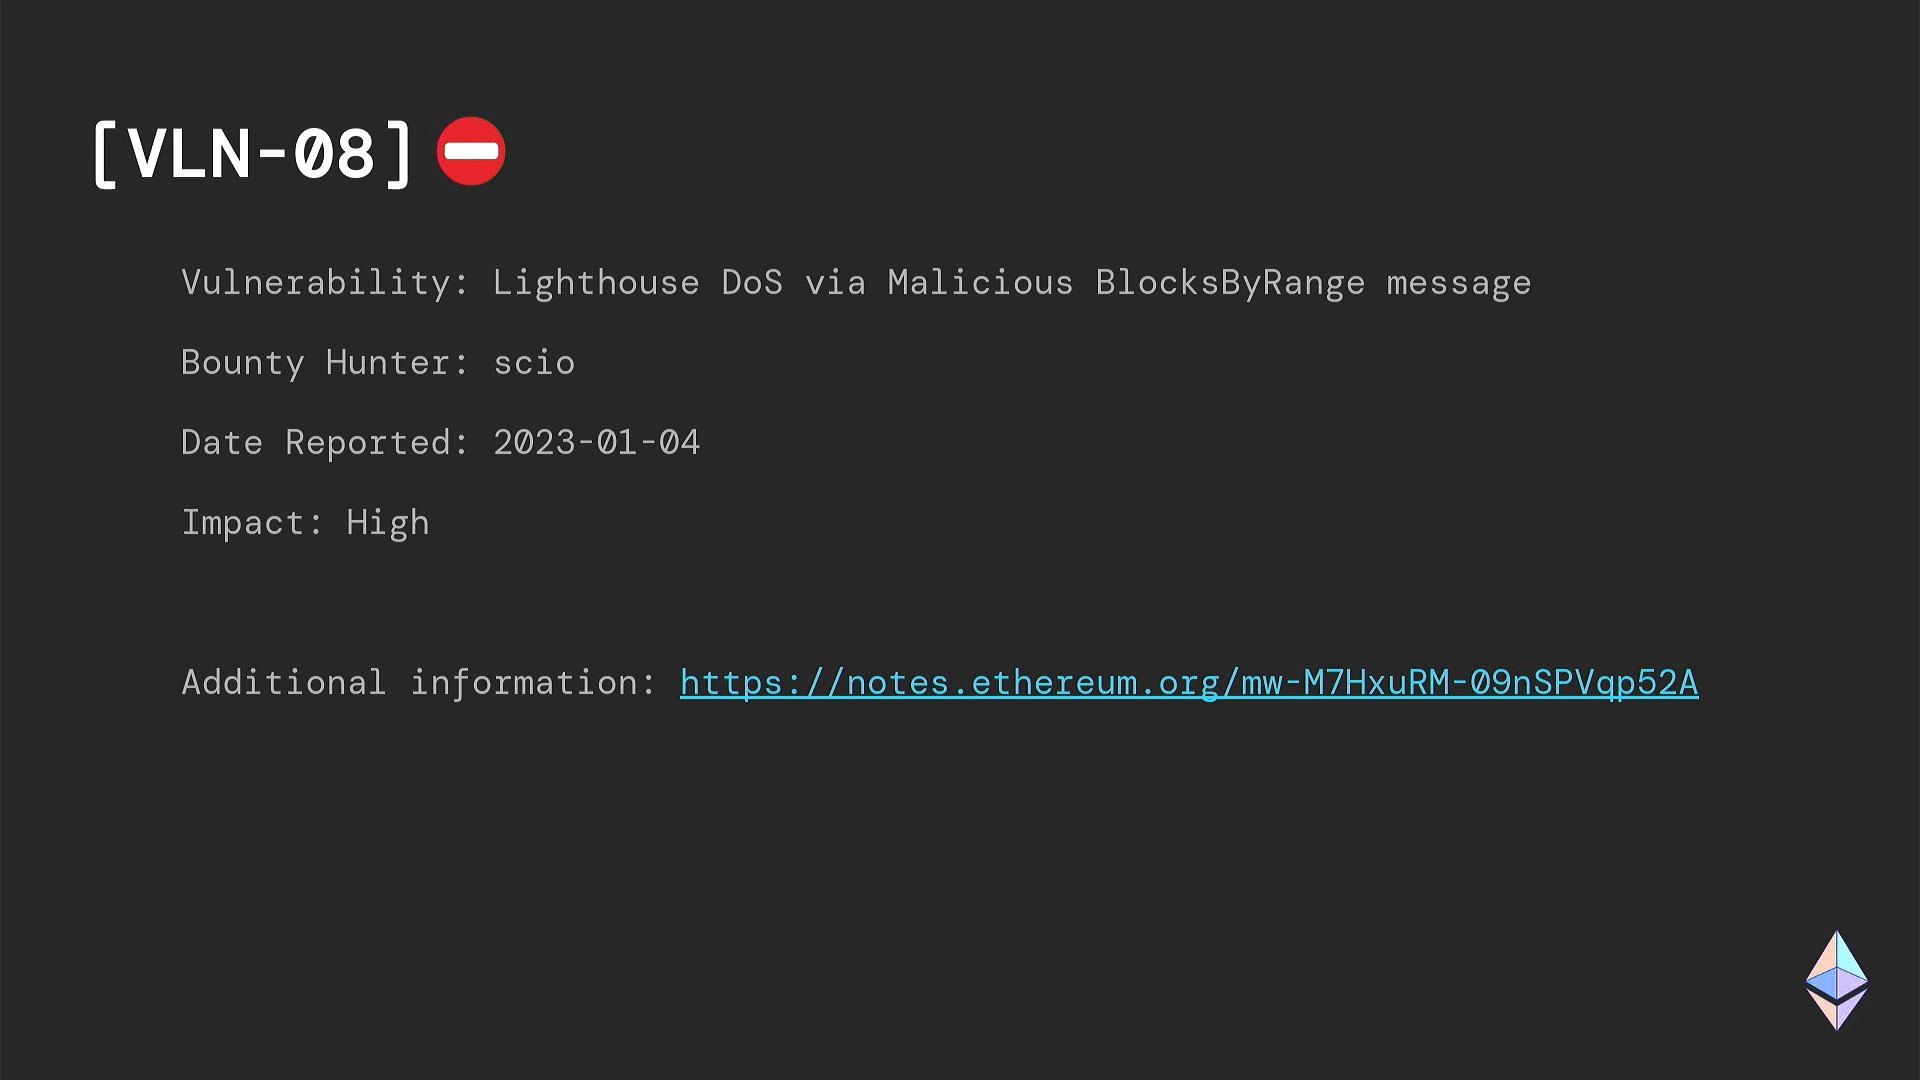 [VLN-08]
Vulnerability: Lighthouse DoS via Malicious BlocksByRange message
Bounty Hunter: scio
Date Reported: 2023-01-04
Impact: High
Additional information: https://notes.ethereum.org/mw-M7HxuRM-09nSPVqp52A